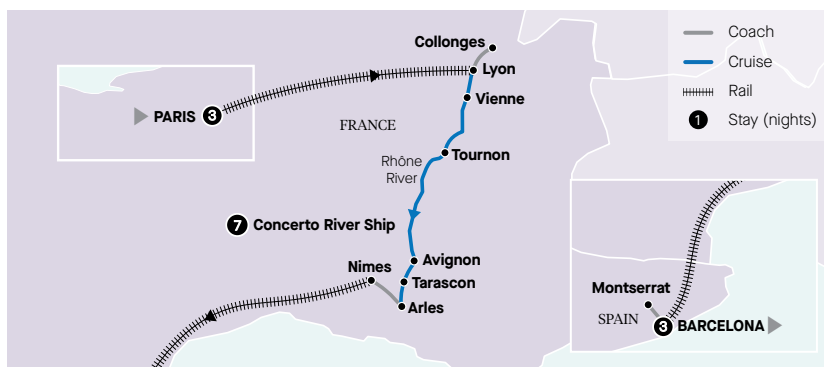 Collonges
Lyon
Vienne
PARIS 3
FRANCE
Tournon
Rhône
River
7 Concerto River Ship
Avignon
Nimes
Tarascon
Arles
Coach
Cruise
Rail
1 Stay (nights)
Montserrat
SPAIN
3 BARCELONA